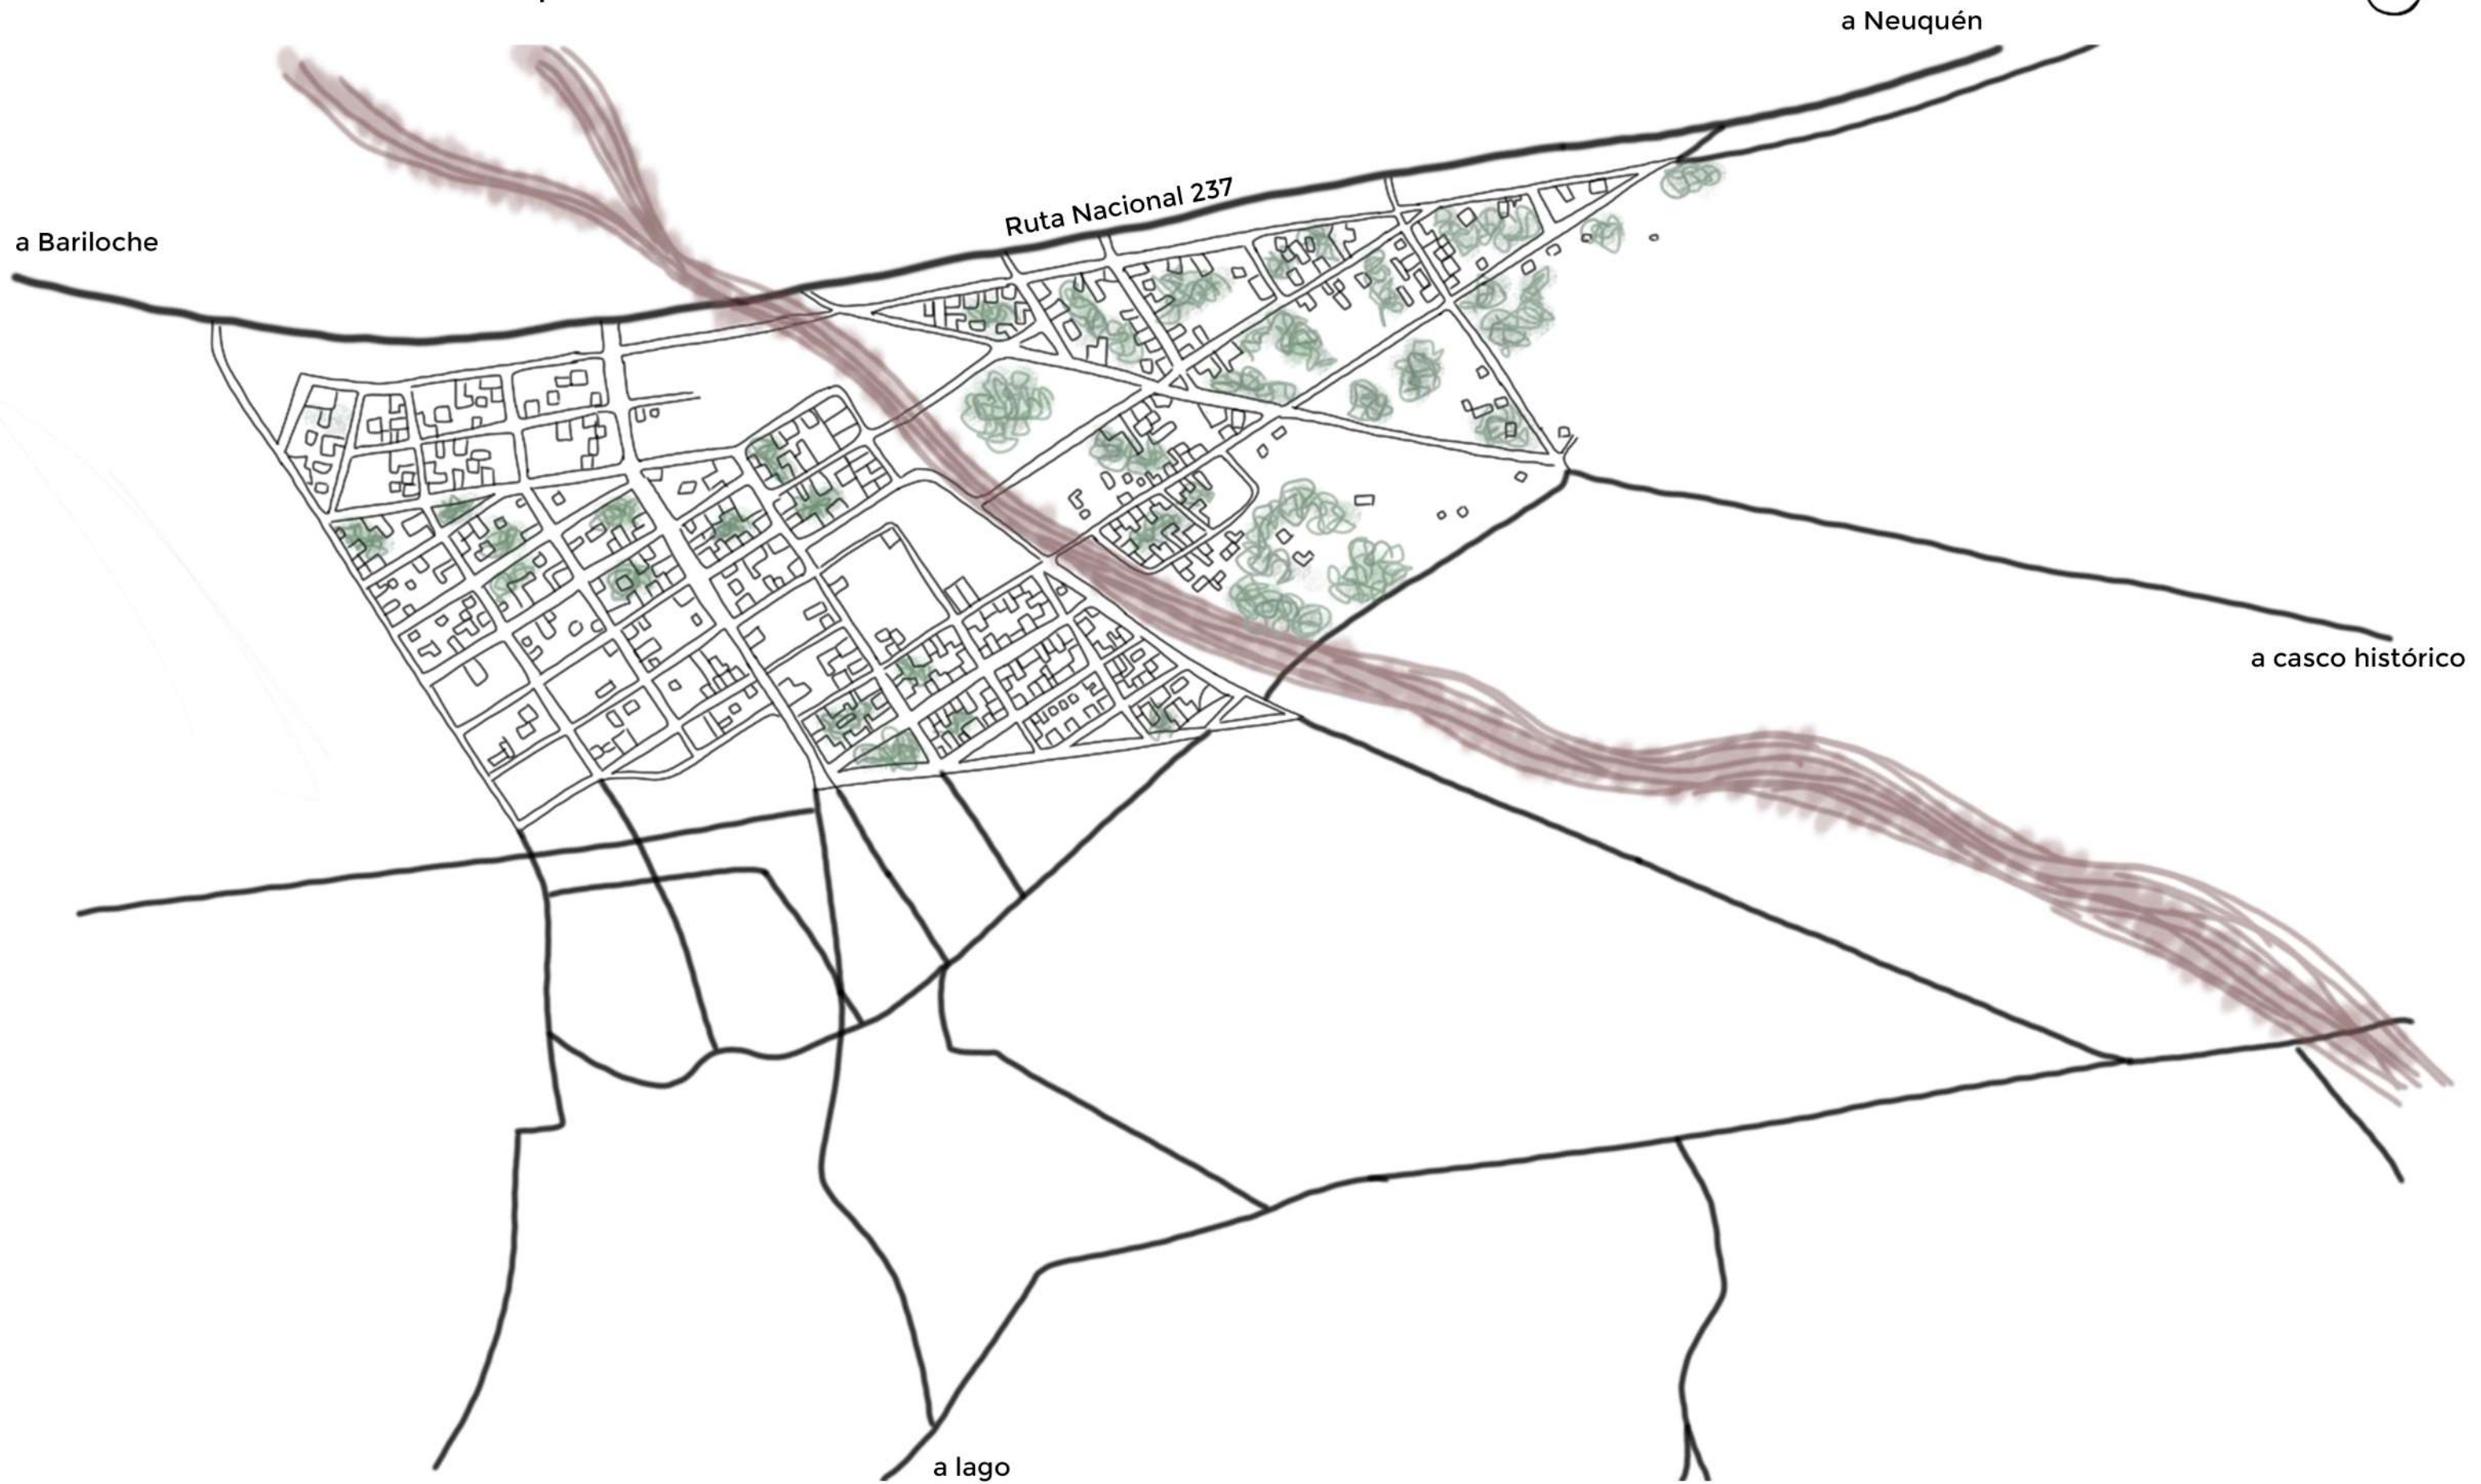 a Neuquén
Ruta Nacional 237
a Bariloche
a casco histórico
a lago